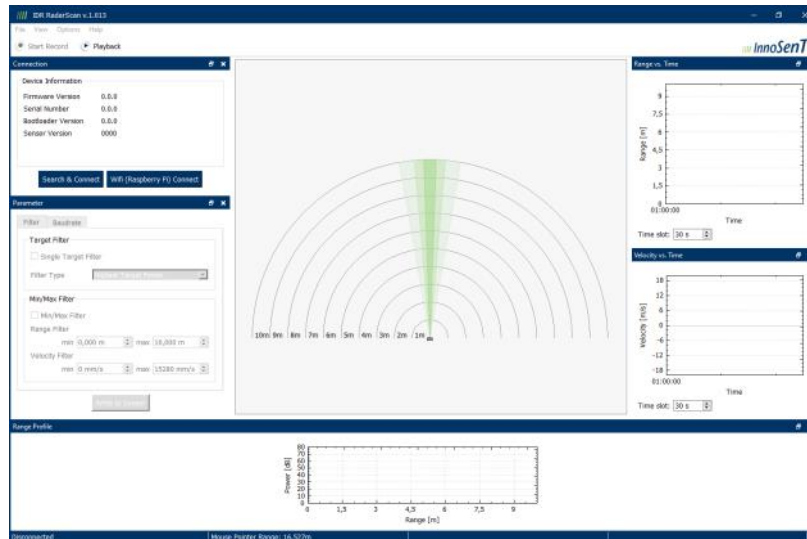 IDR RadarScan v.1.013
File View Options Help
Start Record Playback
InnoSenT
Connection
Device Information
Firmware Version 0.0.0
Serial Number 0.0.0
Bootloader Version 0.0.0
Sensor Version 0000
Search & Connect Wifi (Raspberry Pi) Connect
Parameter
Filter Baudrate
Target Filter
Single Target Filter
Filter Type
Min/Max Filter
Min/Max Filter
Range Filter
min 0,000 m max 10,000 m
Velocity Filter
min 0 mm/s max 15280 mm/s
10m 9m 8m 7m 6m 5m 4m 3m 2m 1m
Range vs. Time
Range [m]
9
7,5
6
4,5
3
1,5
0
01:00:00
Time
Time slot: 30 s
Velocity vs. Time
Velocity [m/s]
18
12
6
0
-6
-12
-18
01:00:00
Time
Time slot: 30 s
Range Profile
Power [dB]
80
70
60
50
40
30
20
10
0
0 1,5 3 4,5 6 7,5 9
Range [m]
Disconnected Mouse Pointer Range: 16.527m